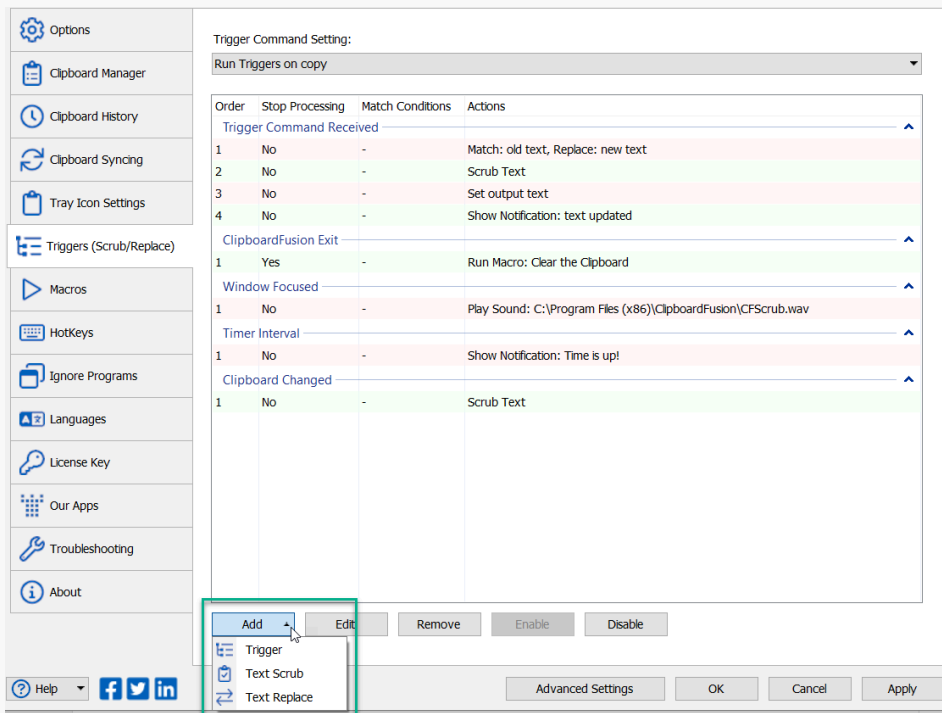 Options
Clipboard Manager
Clipboard History
Clipboard Syncing
Tray Icon Settings
Triggers (Scrub/Replace)
Macros
HotKeys
Ignore Programs
Languages
License Key
Our Apps
Troubleshooting
About
Trigger Command Setting:
Run Triggers on copy
Order Stop Processing Match Conditions Actions
Trigger Command Received
1 No - Match: old text, Replace: new text
2 No - Scrub Text
3 No - Set output text
4 No - Show Notification: text updated
ClipboardFusion Exit
1 Yes - Run Macro: Clear the Clipboard
Window Focused
1 No - Play Sound: C:\Program Files (x86)\ClipboardFusion\CFScrub.wav
Timer Interval
1 No - Show Notification: Time is up!
Clipboard Changed
1 No - Scrub Text
Add Edit Remove Enable Disable
Trigger
Text Scrub
Text Replace
Help Advanced Settings OK Cancel Apply